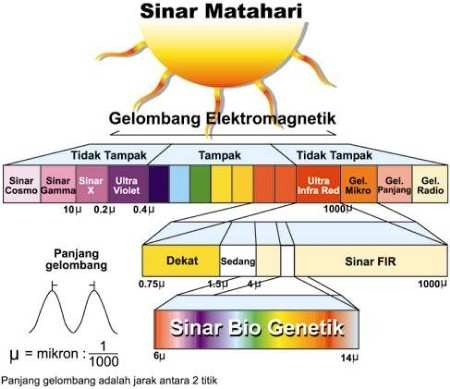 Sinar Matahari
Gelombang Elektromagnetik
Tidak Tampak Tampak Tidak Tampak
Sinar Cosmo
Sinar Gamma
Sinar X
Ultra Violet
Ultra Infra Red
Gel. Mikro
Gel. Panjang
Gel. Radio
10 µ 0.2µ 0.4µ 1000µ
Panjang gelombang
Dekat Sedang Sinar FIR
0.75µ 1.5µ 4µ 1000µ
Sinar Bio Genetik
6µ 14µ
µ = mikron : 1/1000
Panjang gelombang adalah jarak antara 2 titik